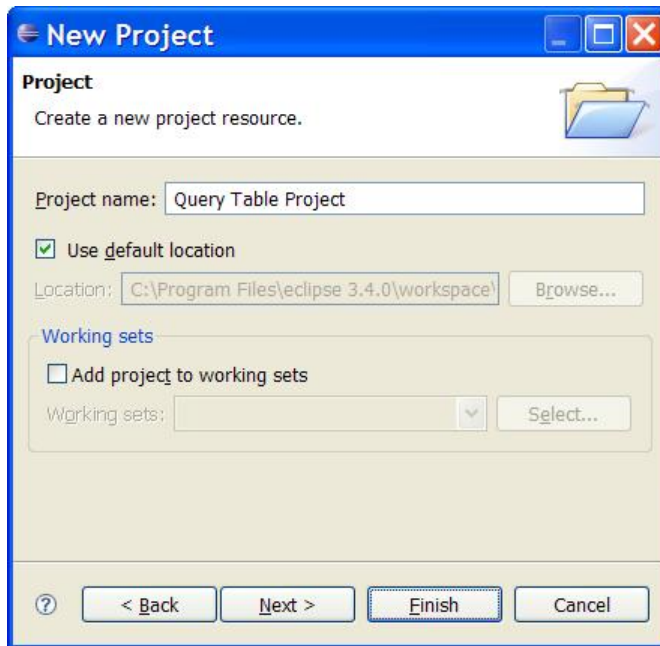 New Project
Project
Create a new project resource.
Project name: Query Table Project
Use default location
Location: C:\Program Files\eclipse 3.4.0\workspace\ Browse...
Working sets
Add project to working sets
Working sets: Select...
? < Back Next > Finish Cancel